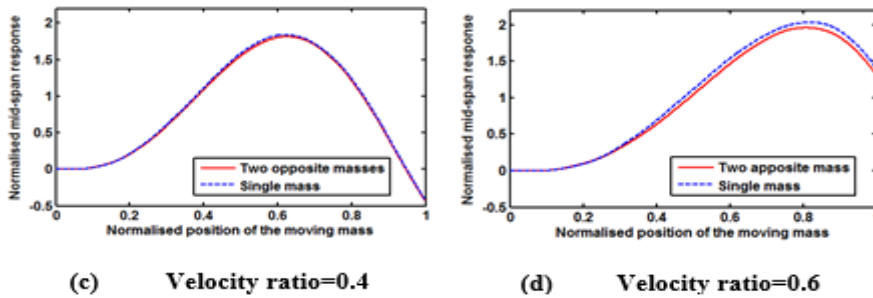 Normalised mid-span response
2
1.5
1
0.5
0
-0.5
0 0.2 0.4 0.6 0.8 1
Two opposite masses
Single mass
Normalised position of the moving mass
(c) Velocity ratio=0.4
Normalised mid-span response
2
1.5
1
0.5
0
-0.5
0 0.2 0.4 0.6 0.8
Two apposite mass
Single mass
Normalised position of the moving mass
(d) Velocity ratio=0.6